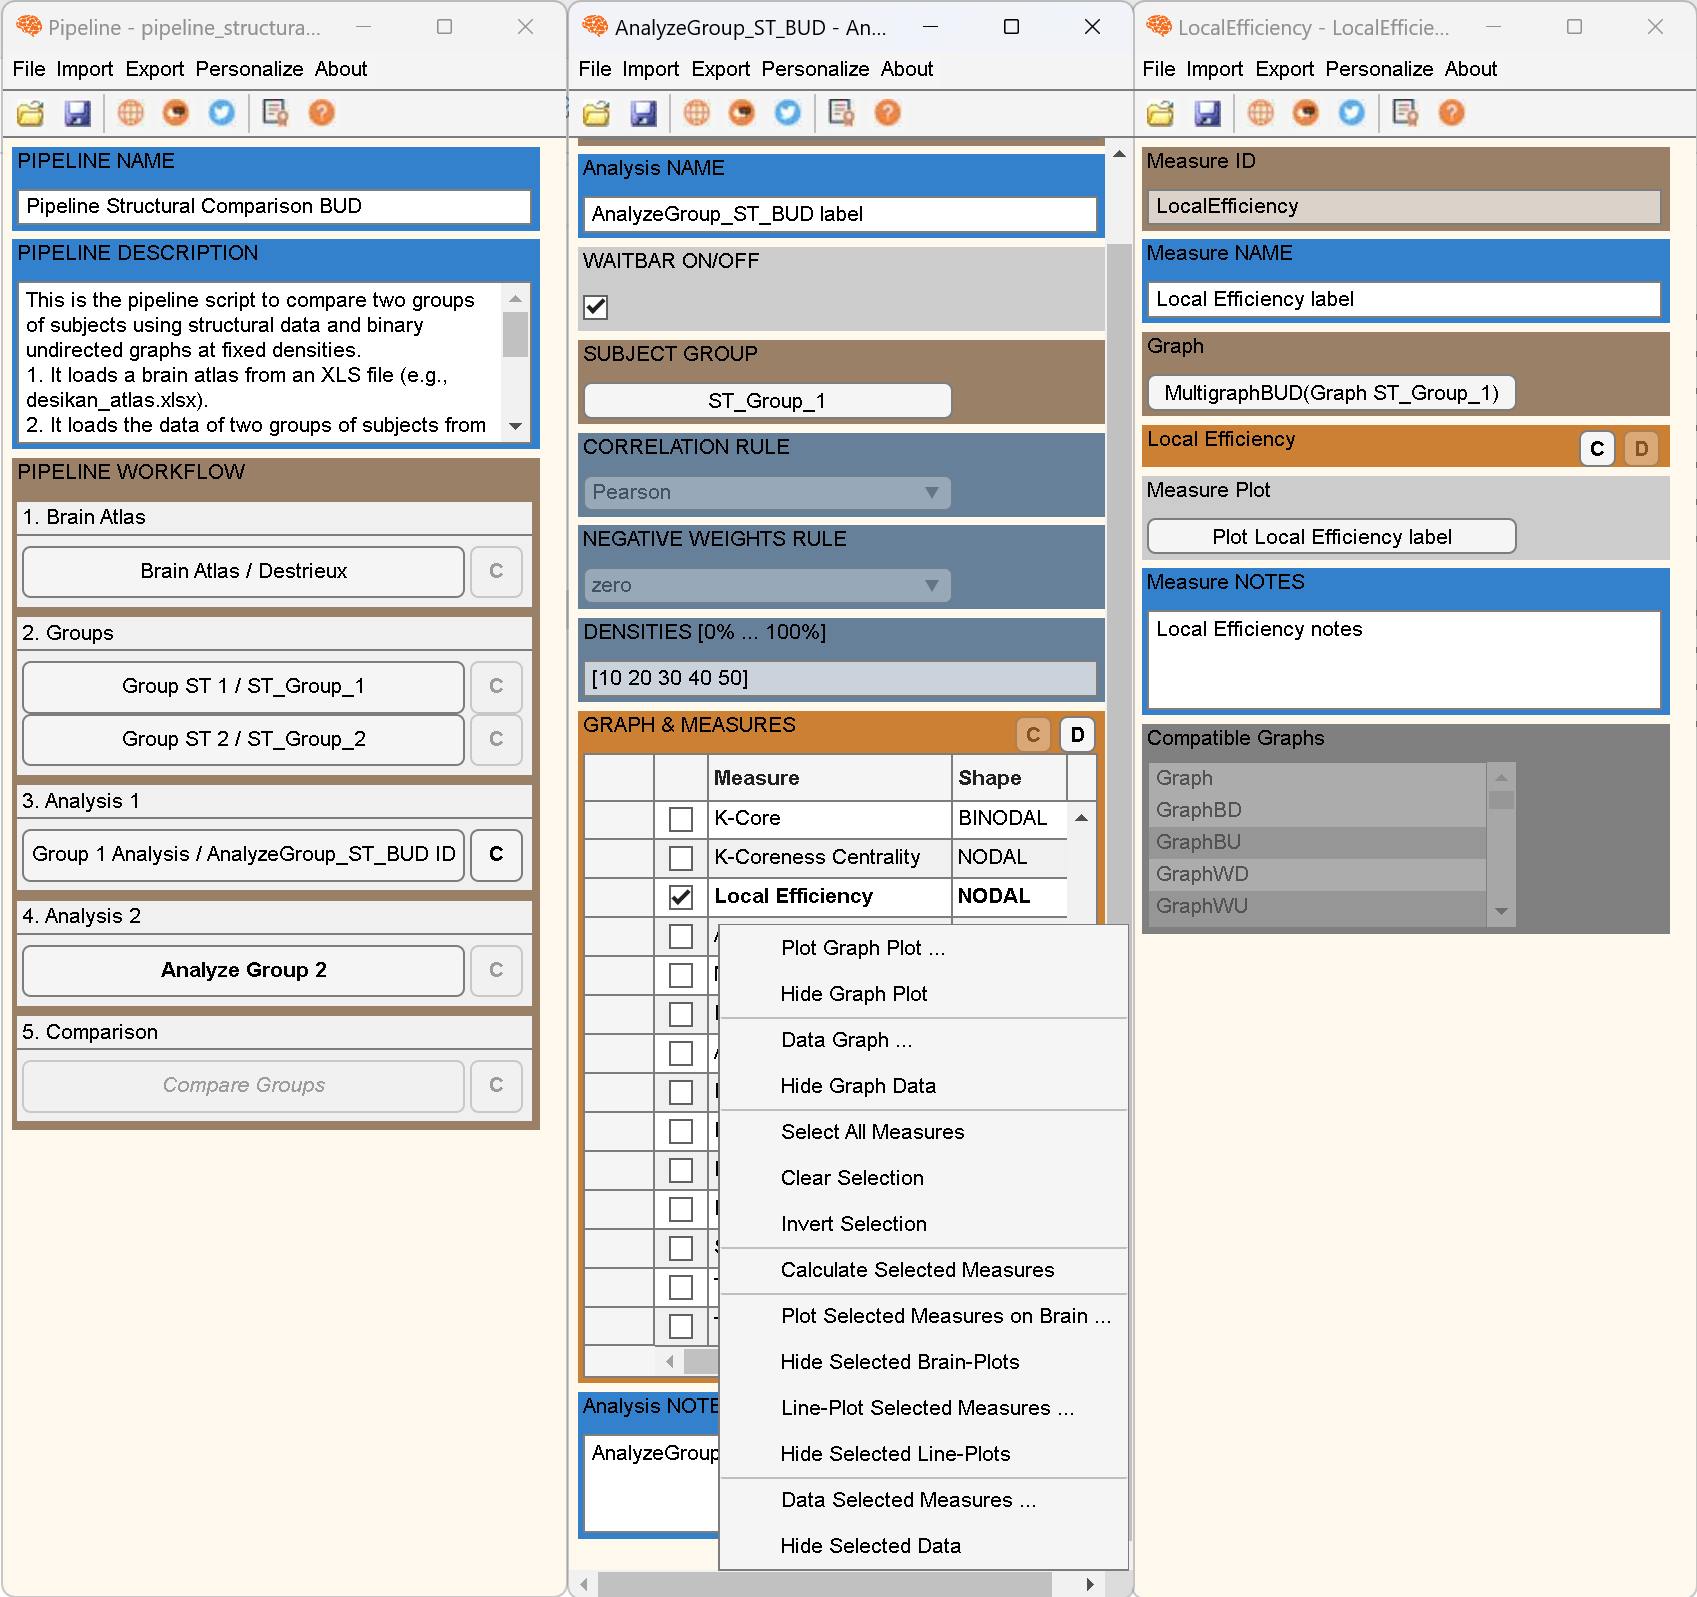 Pipeline - pipeline_structura...
File Import Export Personalize About
PIPELINE NAME
Pipeline Structural Comparison BUD
PIPELINE DESCRIPTION
This is the pipeline script to compare two groups
of subjects using structural data and binary
undirected graphs at fixed densities.
1. It loads a brain atlas from an XLS file (e.g.,
desikan_atlas.xlsx).
2. It loads the data of two groups of subjects from
PIPELINE WORKFLOW
1. Brain Atlas
Brain Atlas / Destrieux C
2. Groups
Group ST 1 / ST_Group_1 C
Group ST 2 / ST_Group_2 C
3. Analysis 1
Group 1 Analysis / AnalyzeGroup_ST_BUD ID C
4. Analysis 2
Analyze Group 2 C
5. Comparison
Compare Groups C
AnalyzeGroup_ST_BUD - An...
File Import Export Personalize About
Analysis NAME
AnalyzeGroup_ST_BUD label
WAITBAR ON/OFF
SUBJECT GROUP
ST_Group_1
CORRELATION RULE
Pearson
NEGATIVE WEIGHTS RULE
zero
DENSITIES [0% ... 100%]
[10 20 30 40 50]
GRAPH & MEASURES C D
Measure Shape
K-Core BINODAL
K-Coreness Centrality NODAL
Local Efficiency NODAL
Plot Graph Plot ...
Hide Graph Plot
Data Graph ...
Hide Graph Data
Select All Measures
Clear Selection
Invert Selection
Calculate Selected Measures
Plot Selected Measures on Brain ...
Hide Selected Brain-Plots
Line-Plot Selected Measures ...
Hide Selected Line-Plots
Data Selected Measures ...
Hide Selected Data
Analysis NOTE
AnalyzeGroup
LocalEfficiency - LocalEfficie...
File Import Export Personalize About
Measure ID
LocalEfficiency
Measure NAME
Local Efficiency label
Graph
MultigraphBUD(Graph ST_Group_1)
Local Efficiency C D
Measure Plot
Plot Local Efficiency label
Measure NOTES
Local Efficiency notes
Compatible Graphs
Graph
GraphBD
GraphBU
GraphWD
GraphWU